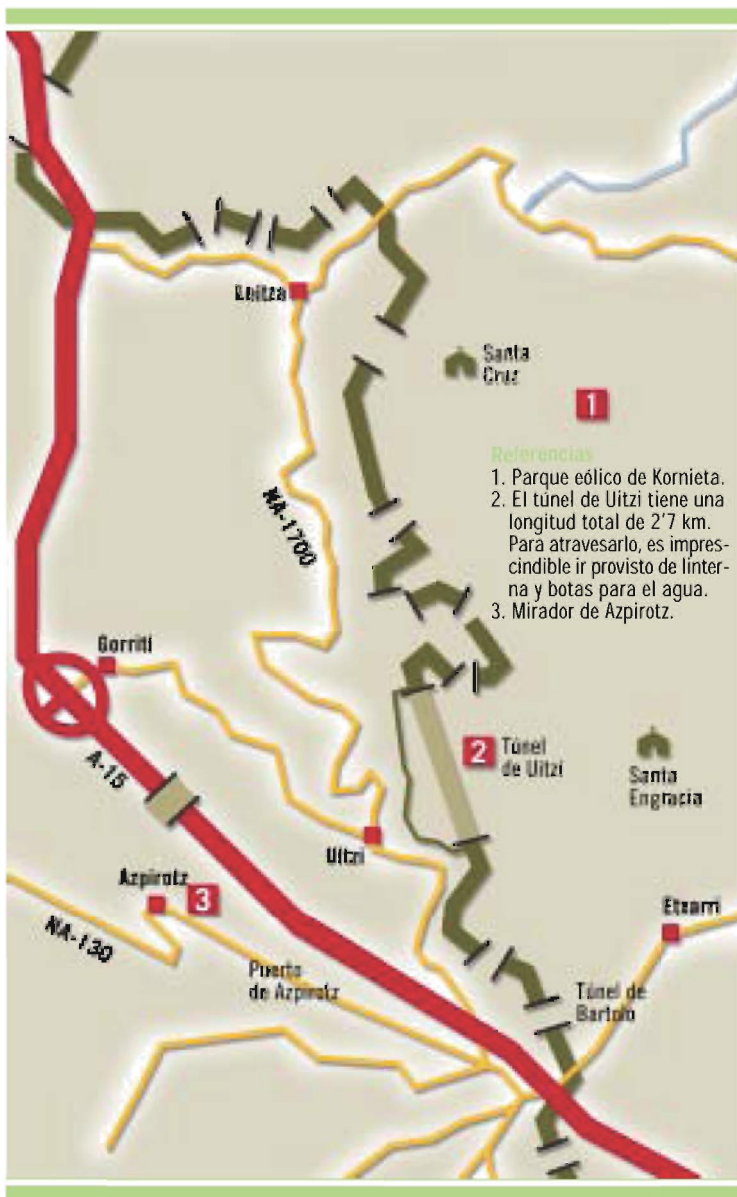 Leitza
Santa
Cruz
1
Referencias
1. Parque eólico de Kornieta.
2. El túnel de Uitzi tiene una
longitud total de 2'7 km.
Para atravesarlo, es impres-
cindible ir provisto de linter-
na y botas para el agua.
3. Mirador de Azpirotz.
NA-1700
Gorriti
2
Túnel
de Uitzi
A-15
Santa
Engracia
Uitzi
Azpirotz
3
Etxarri
NA-130
Puerto
de Azpirotz
Túnel de
Bartolo